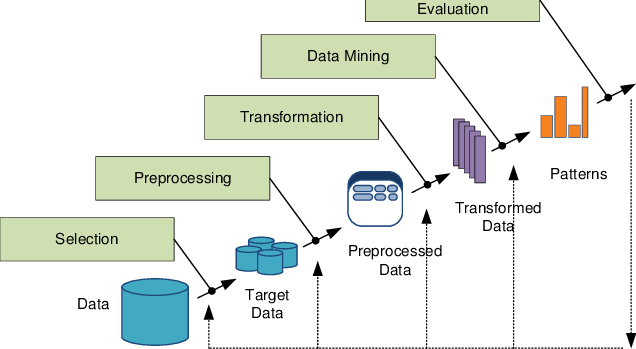 Evaluation
Data Mining
Transformation
Preprocessing
Selection
Data
Target
Data
Preprocessed
Data
Transformed
Data
Patterns